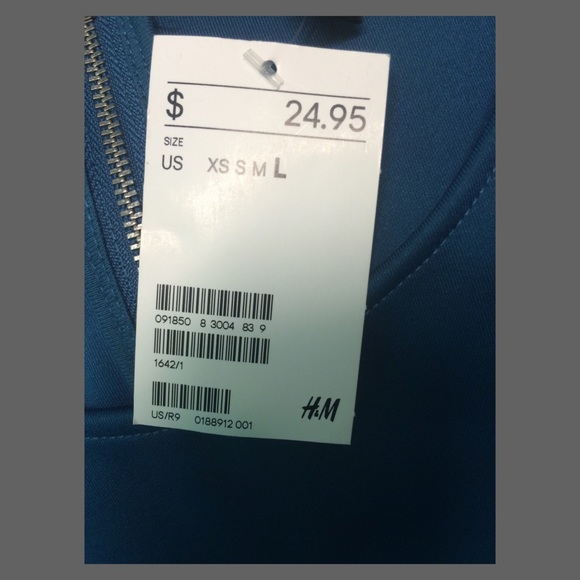 $ 24.95
SIZE
US XS S M L
091850 8 3004 83 9
1642/1
US/R9 0188912 001
H&M